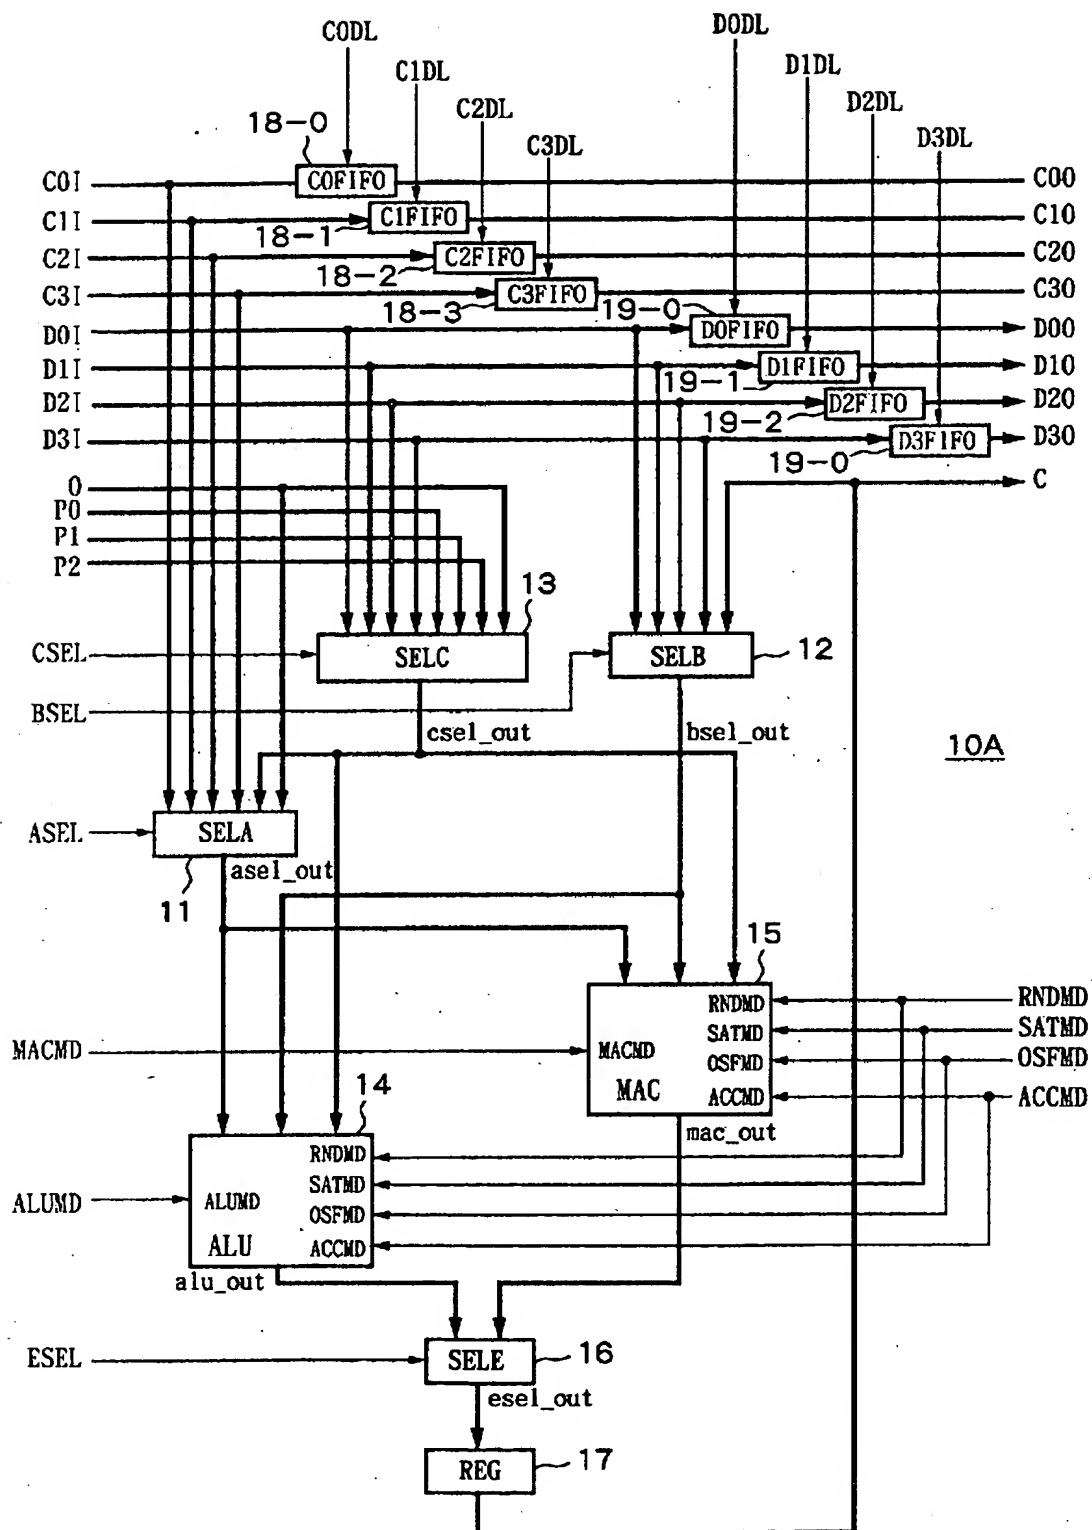 C0DL
D0DL
C1DL
D1DL
C2DL
D2DL
C3DL
D3DL
18-0
C0I
C0FIFO
C00
C1I
C1FIFO
C10
18-1
C2I
C2FIFO
C20
18-2
C3I
C3FIFO
C30
18-3
19-0
D0I
D0FIFO
D00
D1I
D1FIFO
D10
19-1
D2I
D2FIFO
D20
19-2
D3I
D3FIFO
D30
19-0
0
C
P0
P1
P2
13
CSEL
SELC
SELB
12
BSEL
csel_out
bsel_out
10A
ASEL
SELA
asel_out
11
15
RNDMD
RNDMD
SATMD
SATMD
MACMD
MACMD
OSFMD
OSFMD
MAC
ACCMD
ACCMD
14
mac_out
RNDMD
SATMD
ALUMD
ALUMD
OSFMD
ALU
ACCMD
alu_out
ESEL
SELE
16
esel_out
REG
17